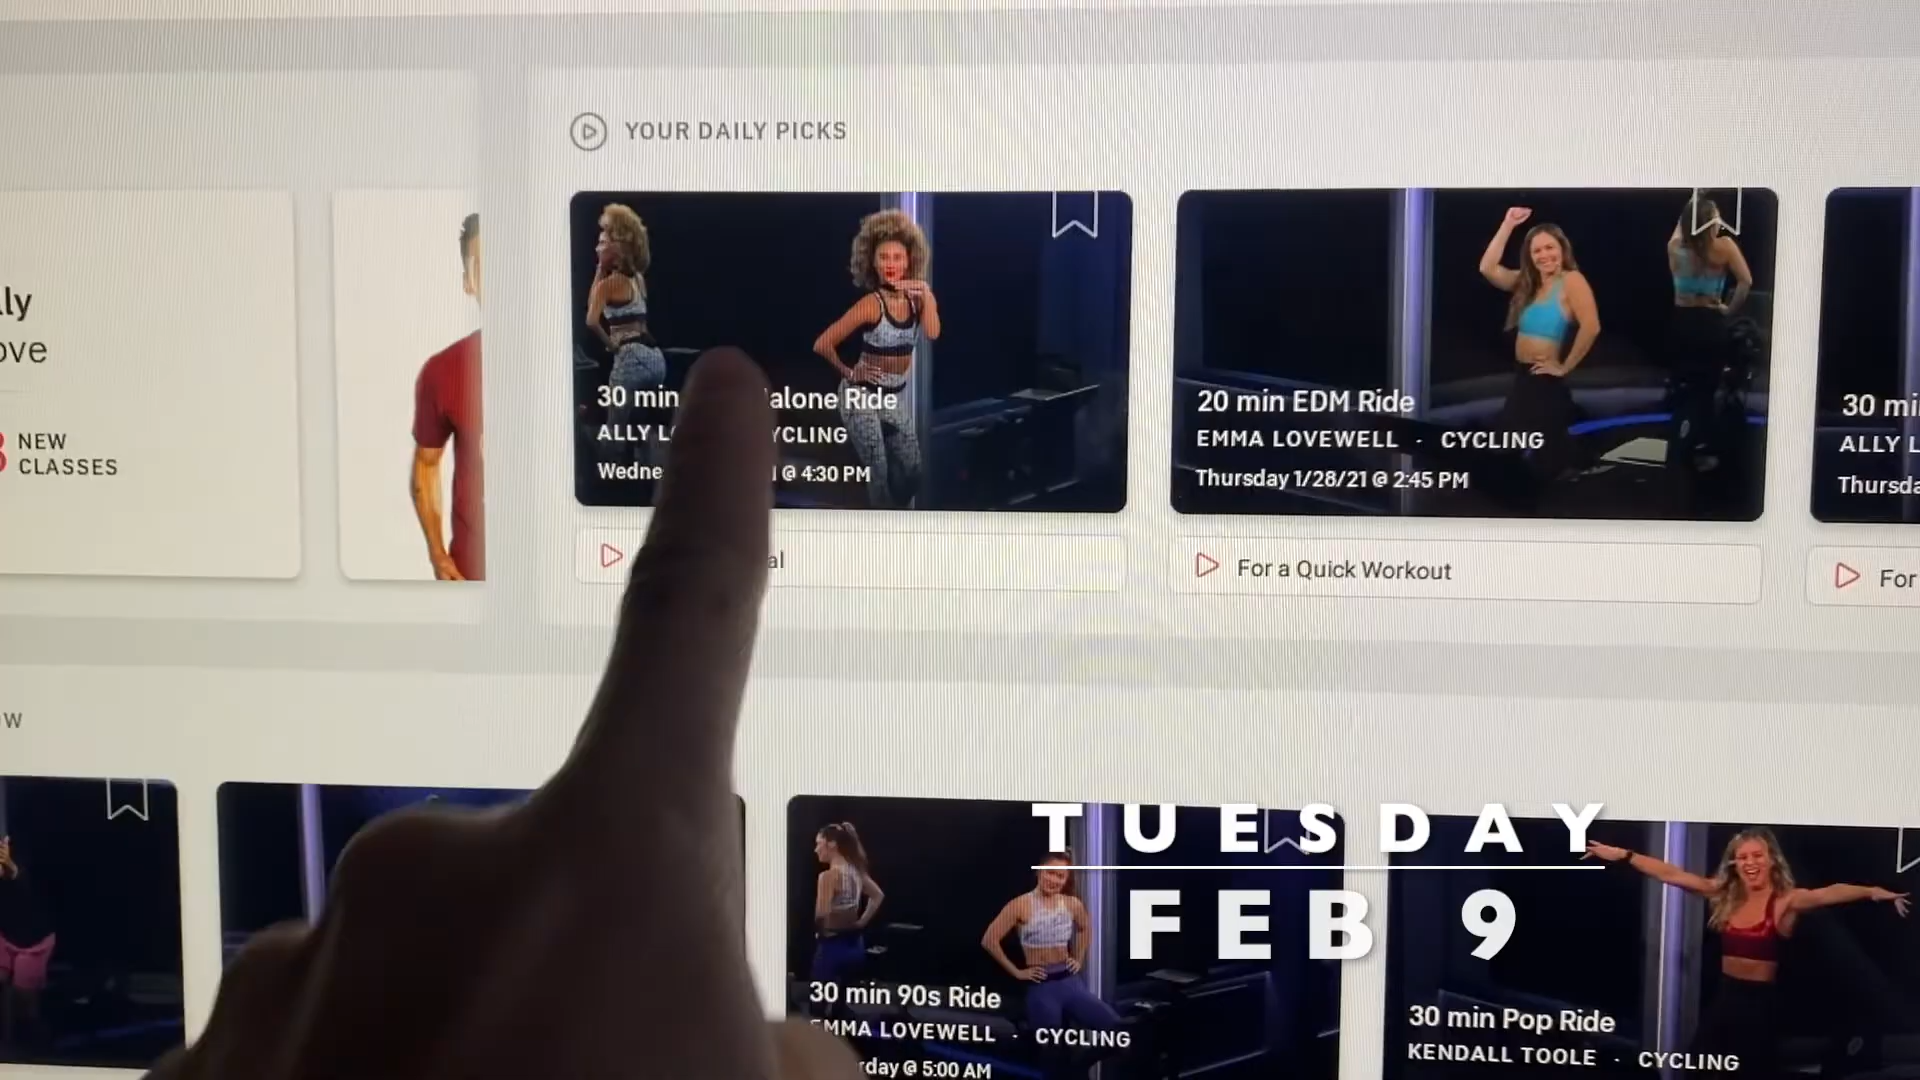 YOUR DAILY PICKS
lly
ove
NEW
CLASSES
30 min alone Ride
ALLY L YCLING
Wedne @ 4:30 PM
al
20 min EDM Ride
EMMA LOVEWELL · CYCLING
Thursday 1/28/21 @ 2:45 PM
For a Quick Workout
30 mi
ALLY L
Thursda
For
OW
30 min 90s Ride
EMMA LOVEWELL · CYCLING
rday @ 5:00 AM
30 min Pop Ride
KENDALL TOOLE · CYCLING
TUESDAY
FEB 9